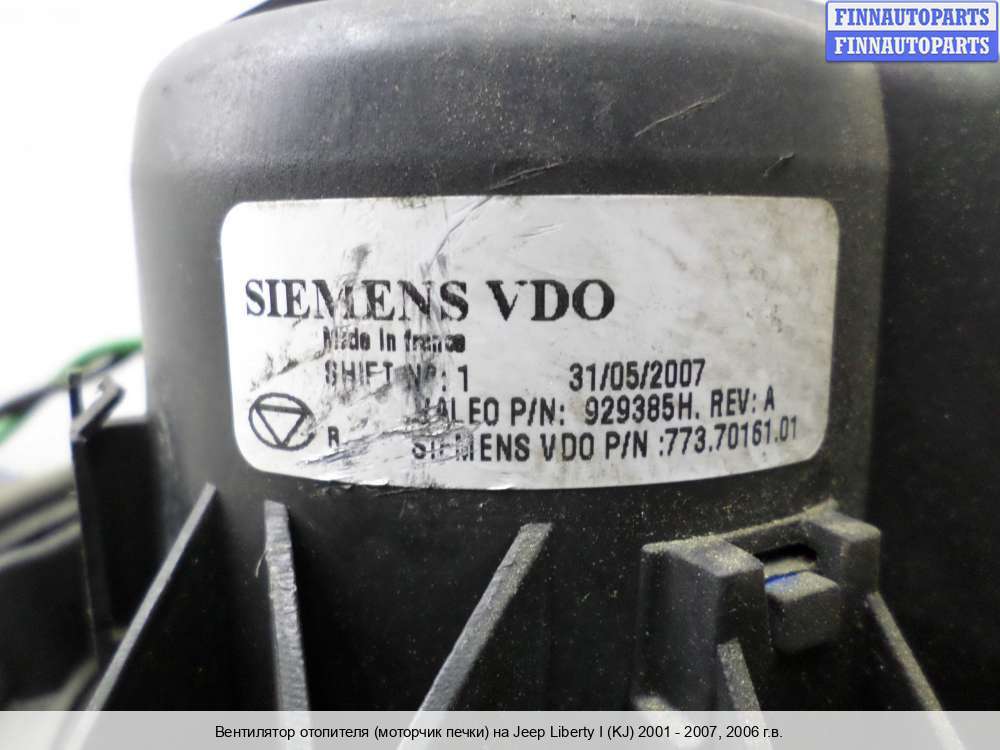 FINNAUTOPARTS
FINNAUTOPARTS
SIEMENS VDO
Made In france
SHIFT N°: 1 31/05/2007
VALEO P/N: 929385H. REV: A
R SIEMENS VDO P/N :773.70161.01
Вентилятор отопителя (моторчик печки) на Jeep Liberty I (KJ) 2001 - 2007, 2006 г.в.